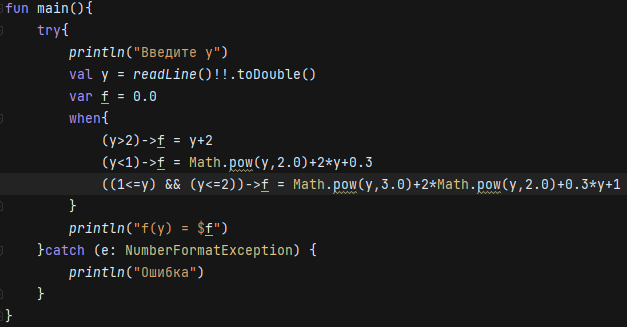 fun main(){
try{
println("Введите y")
val y = readLine()!!.toDouble()
var f = 0.0
when{
(y>2)->f = y+2
(y<1)->f = Math.pow(y,2.0)+2*y+0.3
((1<=y) && (y<=2))->f = Math.pow(y,3.0)+2*Math.pow(y,2.0)+0.3*y+1
}
println("f(y) = $f")
}catch (e: NumberFormatException) {
println("Ошибка")
}
}